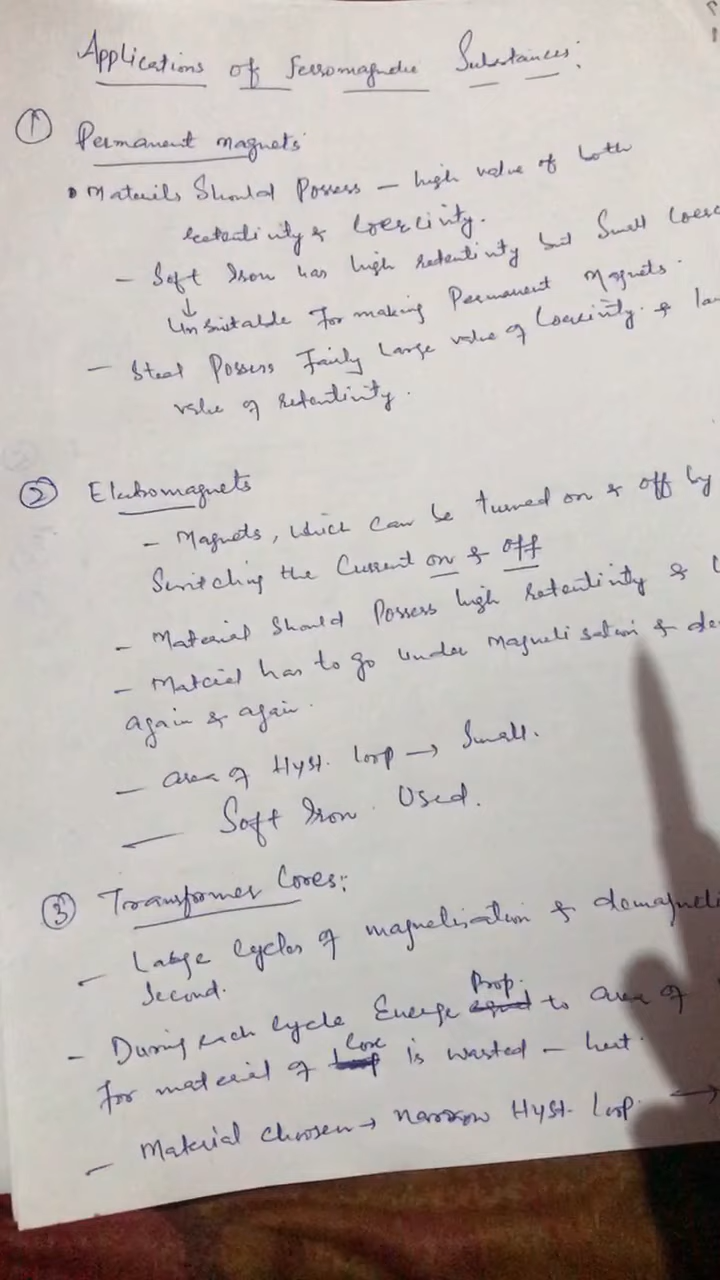 Applications of Ferromagnetic Substances:
① Permanent Magnets
• Materials Should Possess – high value of both
retentivity & Coercivity.
– Soft Iron has high retentivity but Small Coerc
↓
Unsuitable For making Permanent Magnets.
– Steel Possess Fairly Large value of Coercivity & la
value of retentivity.
② Electromagnets
– Magnets, which can be turned on & off by
Switching the Current on & off
– Material Should Possess high retentivity & L
– Material has to go under Magnetisation & de
again & again.
– area of Hyst. loop → Small.
– Soft Iron Used.
③ Transformer Cores:
– Large Cycles of magnetisation & demagneti
Second.
– During each Cycle Energy Prop. to area of
For material of Core is wasted – heat.
– Material Choosen → narrow Hyst. Loop. →